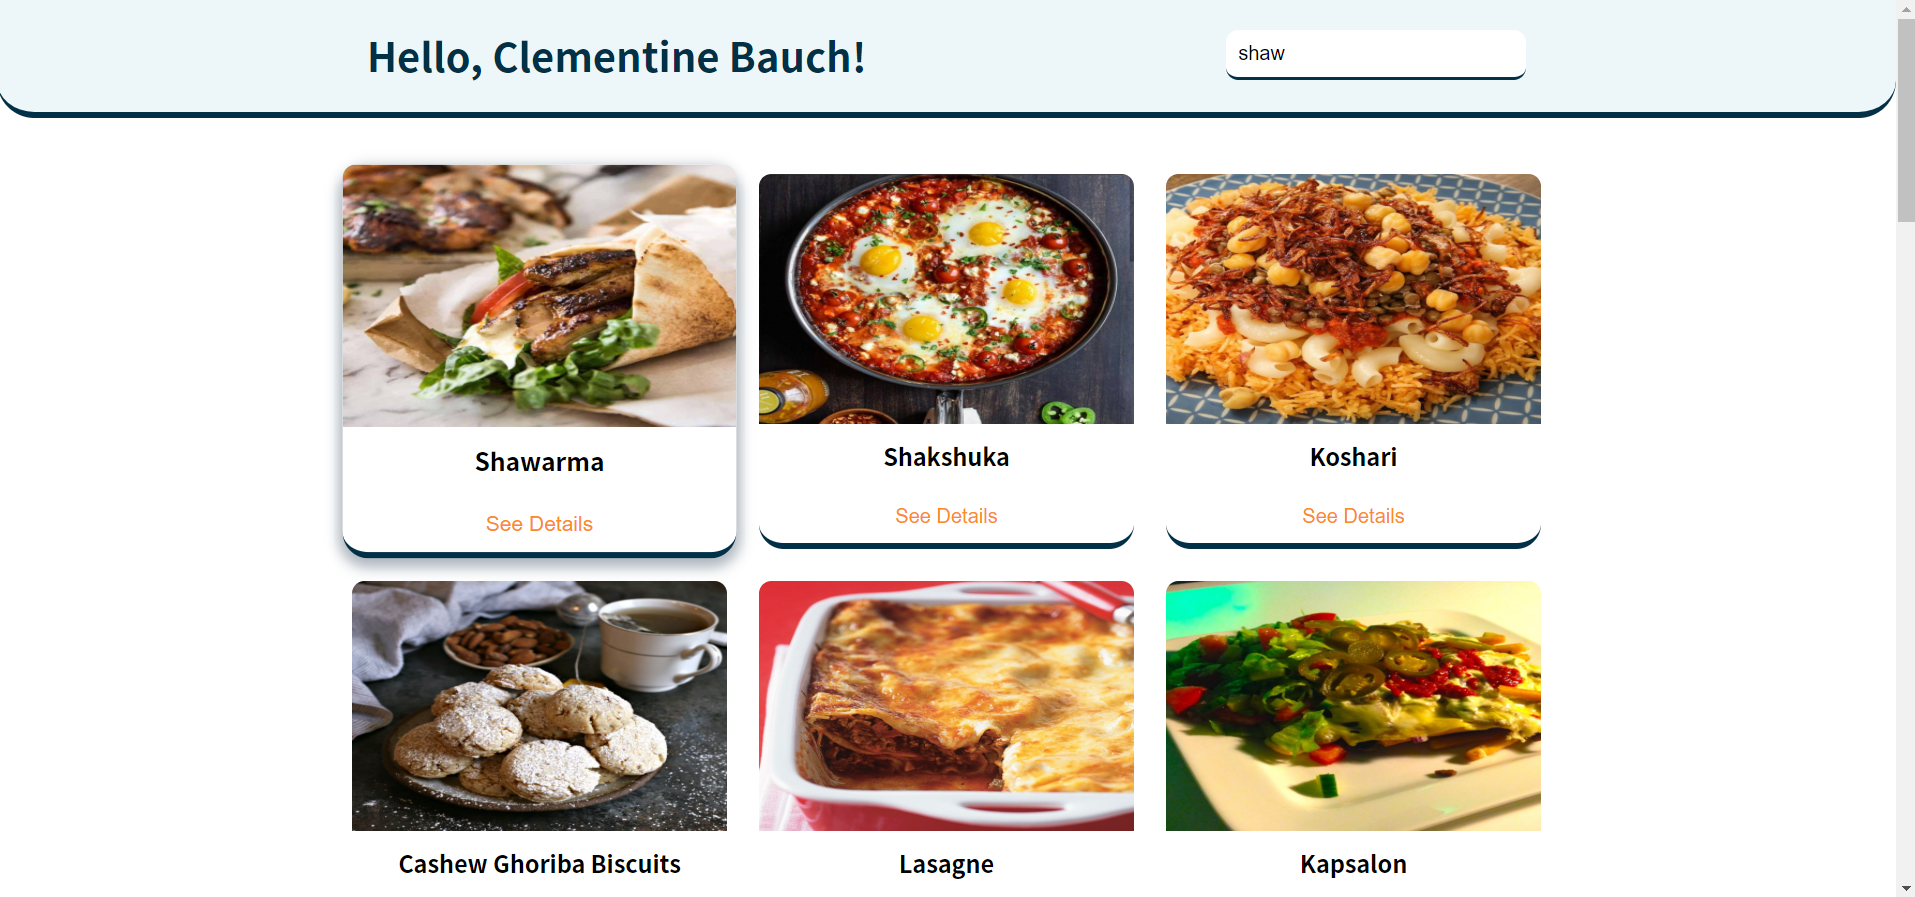 Hello, Clementine Bauch!
shaw
Shawarma
Shakshuka
Koshari
See Details
See Details
See Details
Cashew Ghoriba Biscuits
Lasagne
Kapsalon